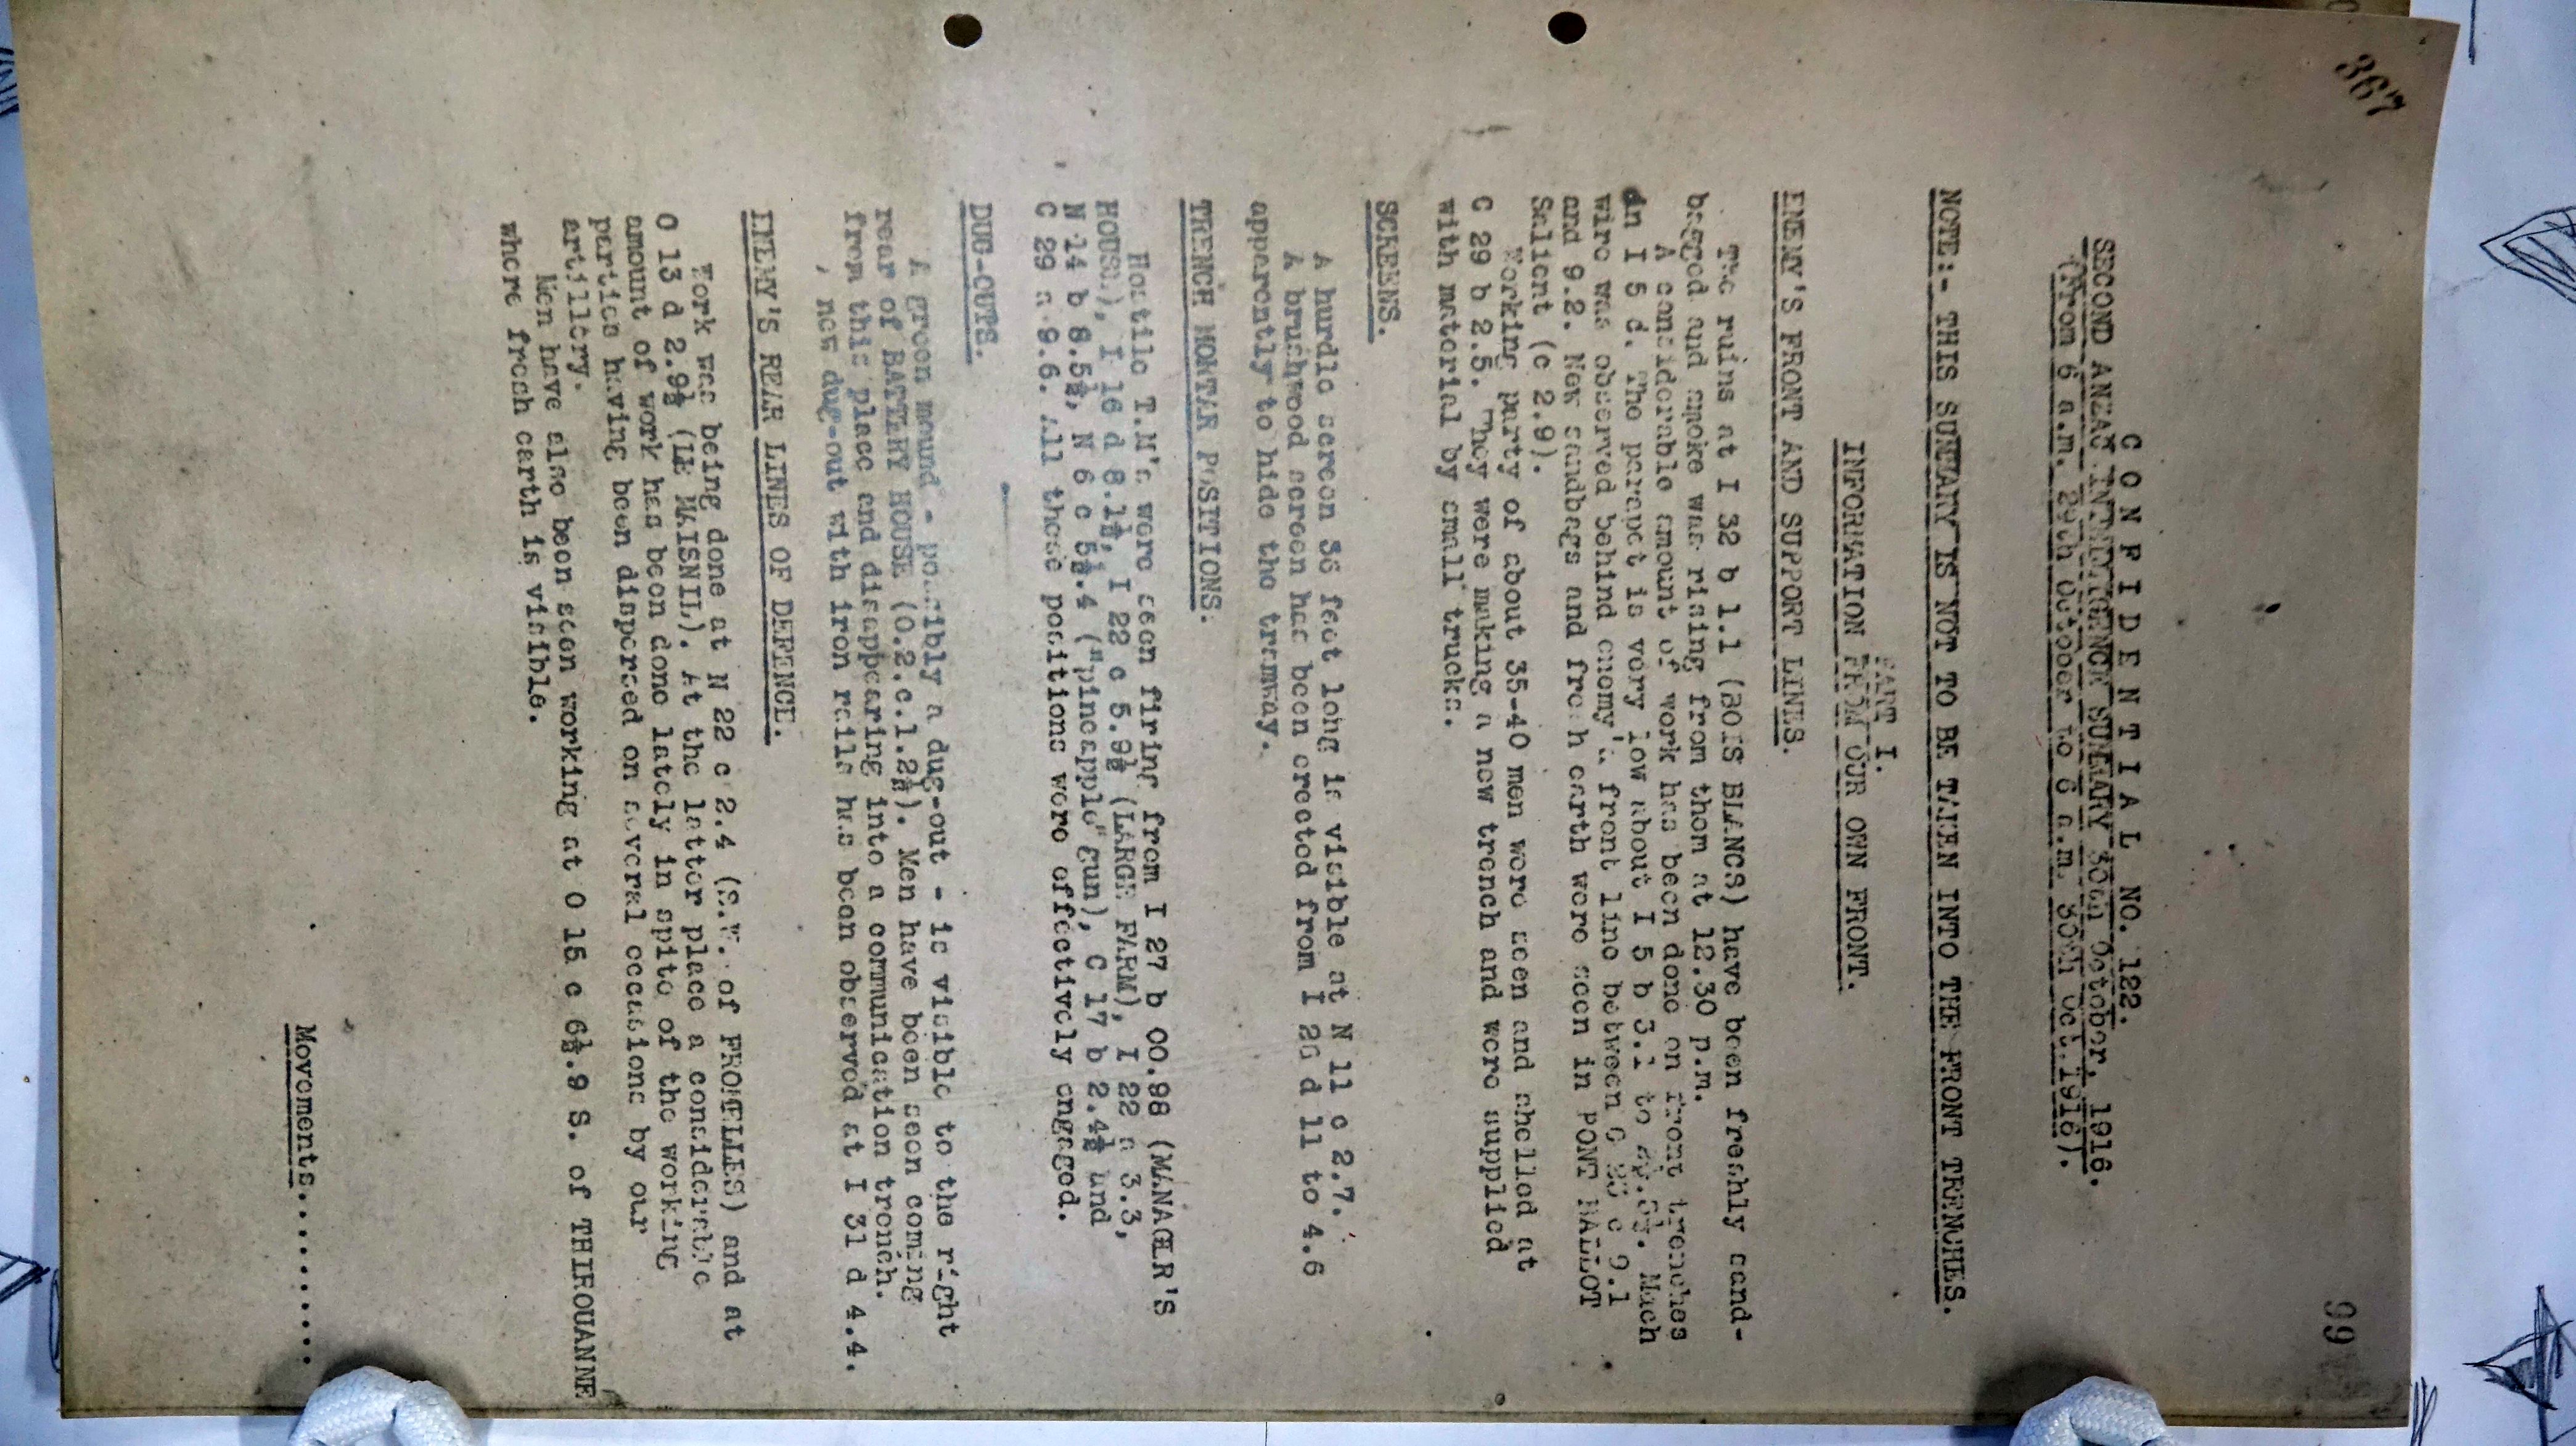 367
99
C O N F I D E N T I A L  NO. 122.
SECOND ANZAC INTELLIGENCE SUMMARY 30th October, 1916.
(From 6 a.m. 29th October to 6 a.m. 30th Oct.1916).
NOTE:- THIS SUMMARY IS NOT TO BE TAKEN INTO THE FRONT TRENCHES.
PART I.
INFORMATION FROM OUR OWN FRONT.
ENEMY'S FRONT AND SUPPORT LINES.
The ruins at I 32 b 1.1 (BOIS BLANCS) have been freshly sand-
bagged and smoke was rising from them at 12.30 p.m.
A considerable amount of work has been done on front trenches
in I 5 d. The parapet is very low about I 5 b 3.1 to Much
wire was observed behind enemy's front line between C 23 c 9.1
and 9.2. New sandbags and fresh earth were seen in PONT BALLOT
Salient (c 2.9).
Working party of about 35-40 men were seen and shelled at
C 29 b 2.5. They were making a new trench and were supplied
with material by small trucks.
SCREENS.
A hurdle screen 36 feet long is visible at N 11 c 2.7.
A brushwood screen has been erected from I 26 d 11 to 4.6
apparently to hide the tramway.
TRENCH MORTAR POSITIONS.
Hostile T.M's were seen firing from I 27 b 00.98 (MANAGER'S
HOUSE), I 16 d 8.1½, I 22 c 5.9½ (LARGE FARM), I 22 a 3.3,
N 14 b 8.5½, N 6 c 5½.4 ("pineapple" gun), C 17 b 2.4½ and
C 29 a 9.6. All these positions were effectively engaged.
DUG-OUTS.
A green mound - possibly a dug-out - is visible to the right
rear of BATTERY HOUSE (O.2.c.1.2½). Men have been seen coming
from this place and disappearing into a communication trench.
, new dug-out with iron rails has been observed at I 31 d 4.4.
ENEMY'S REAR LINES OF DEFENCE.
Work was being done at N 22 c 2.4 (S.W. of FROMELLES) and at
O 13 d 2.9½ (LE MAISNIL). At the latter place a considerable
amount of work has been done lately in spite of the working
parties having been dispersed on several occasions by our
artillery.
Men have also been seen working at O 15 c 6½.9 S. of THIROUANNE
where fresh earth is visible.
Movements.........